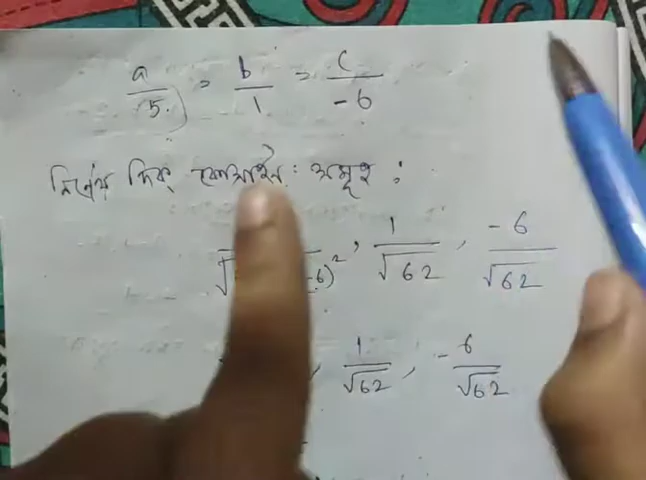 a/5 = b/1 = c/-6
নির্ণেয় দিক্ কোসাইন সমূহ :
-6)², 1/√62, -6/√62
, 1/√62, -6/√62